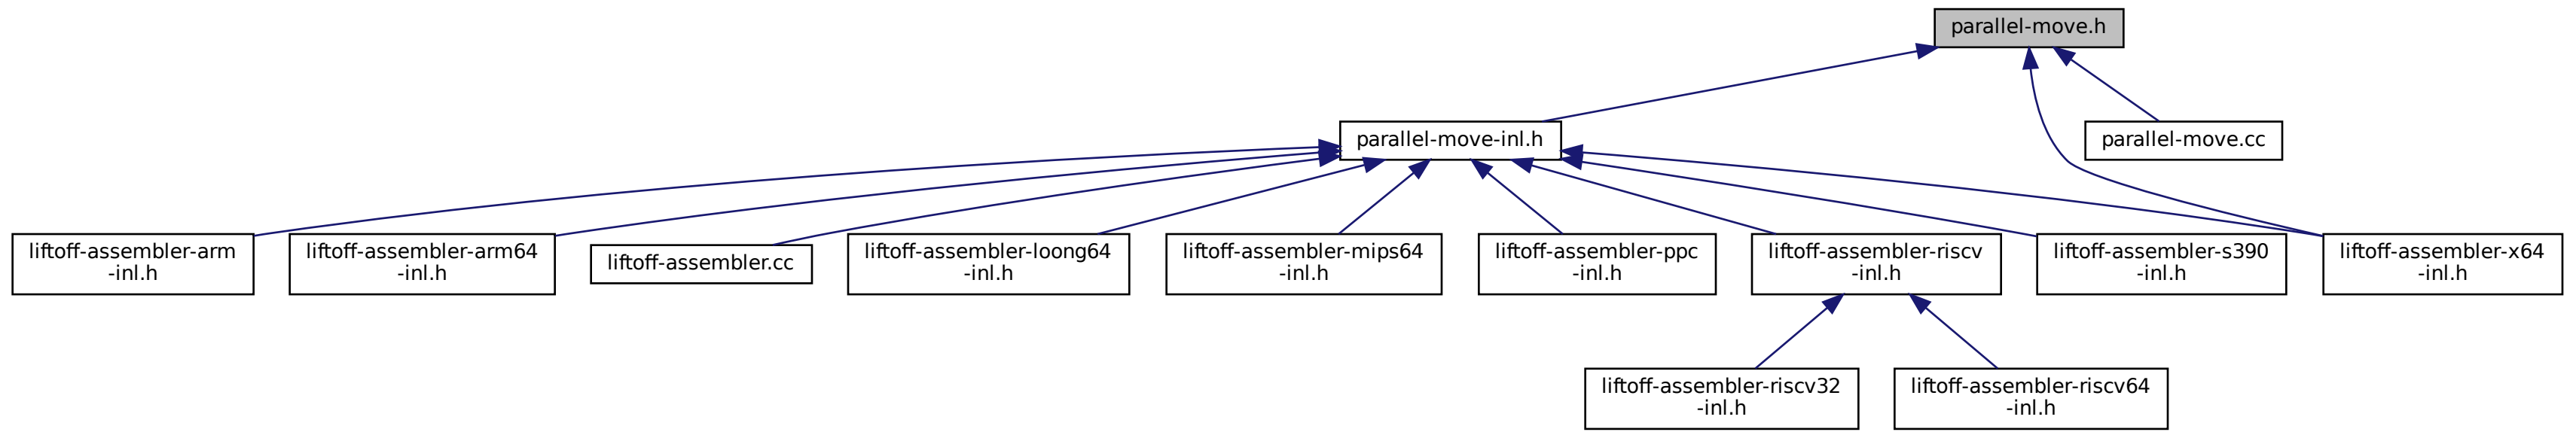 parallel-move.h
parallel-move-inl.h
parallel-move.cc
liftoff-assembler-arm
-inl.h
liftoff-assembler-arm64
-inl.h
liftoff-assembler.cc
liftoff-assembler-loong64
-inl.h
liftoff-assembler-mips64
-inl.h
liftoff-assembler-ppc
-inl.h
liftoff-assembler-riscv
-inl.h
liftoff-assembler-s390
-inl.h
liftoff-assembler-x64
-inl.h
liftoff-assembler-riscv32
-inl.h
liftoff-assembler-riscv64
-inl.h